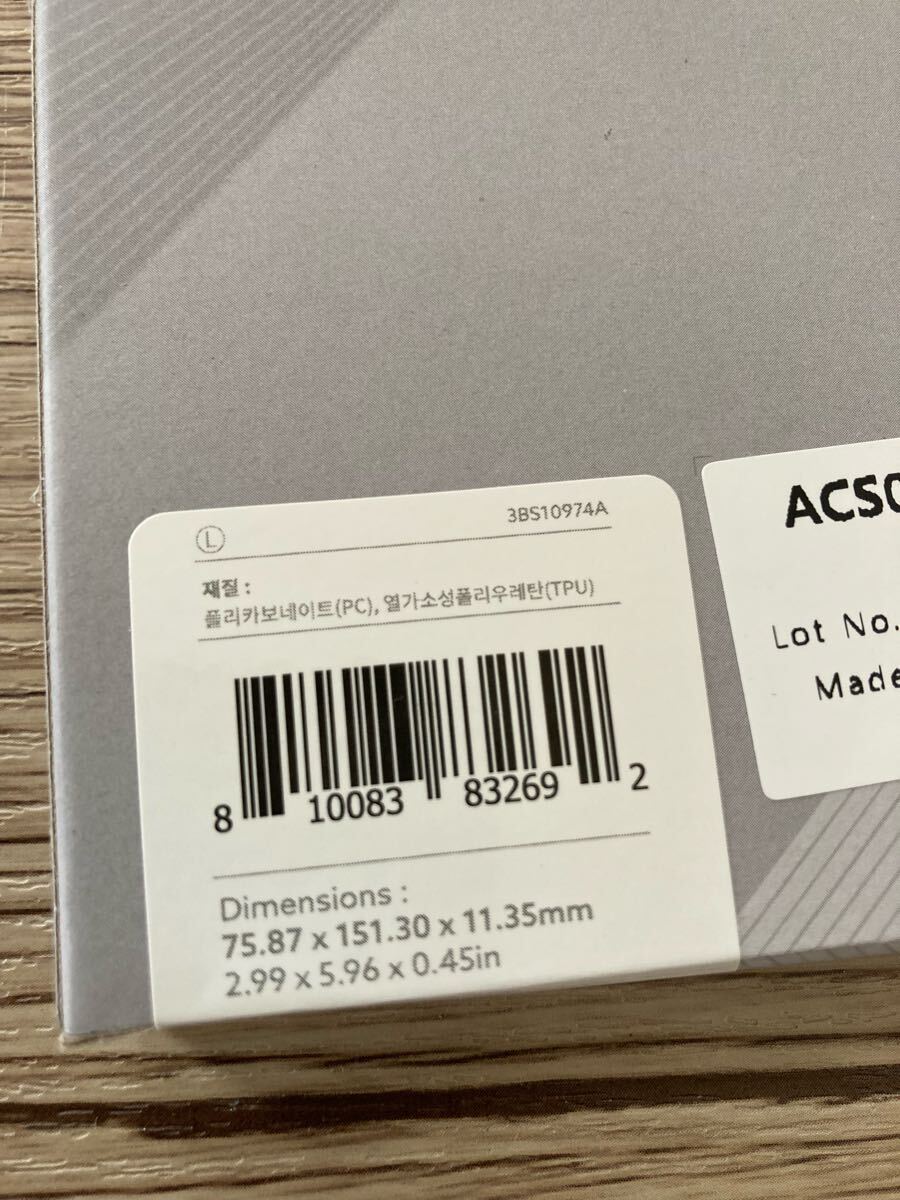 Ⓛ 3BS10974A
재질 :
폴리카보네이트(PC), 열가소성폴리우레탄(TPU)
8 10083 83269 2
Dimensions :
75.87 x 151.30 x 11.35mm
2.99 x 5.96 x 0.45in
ACS0
Lot No.
Made